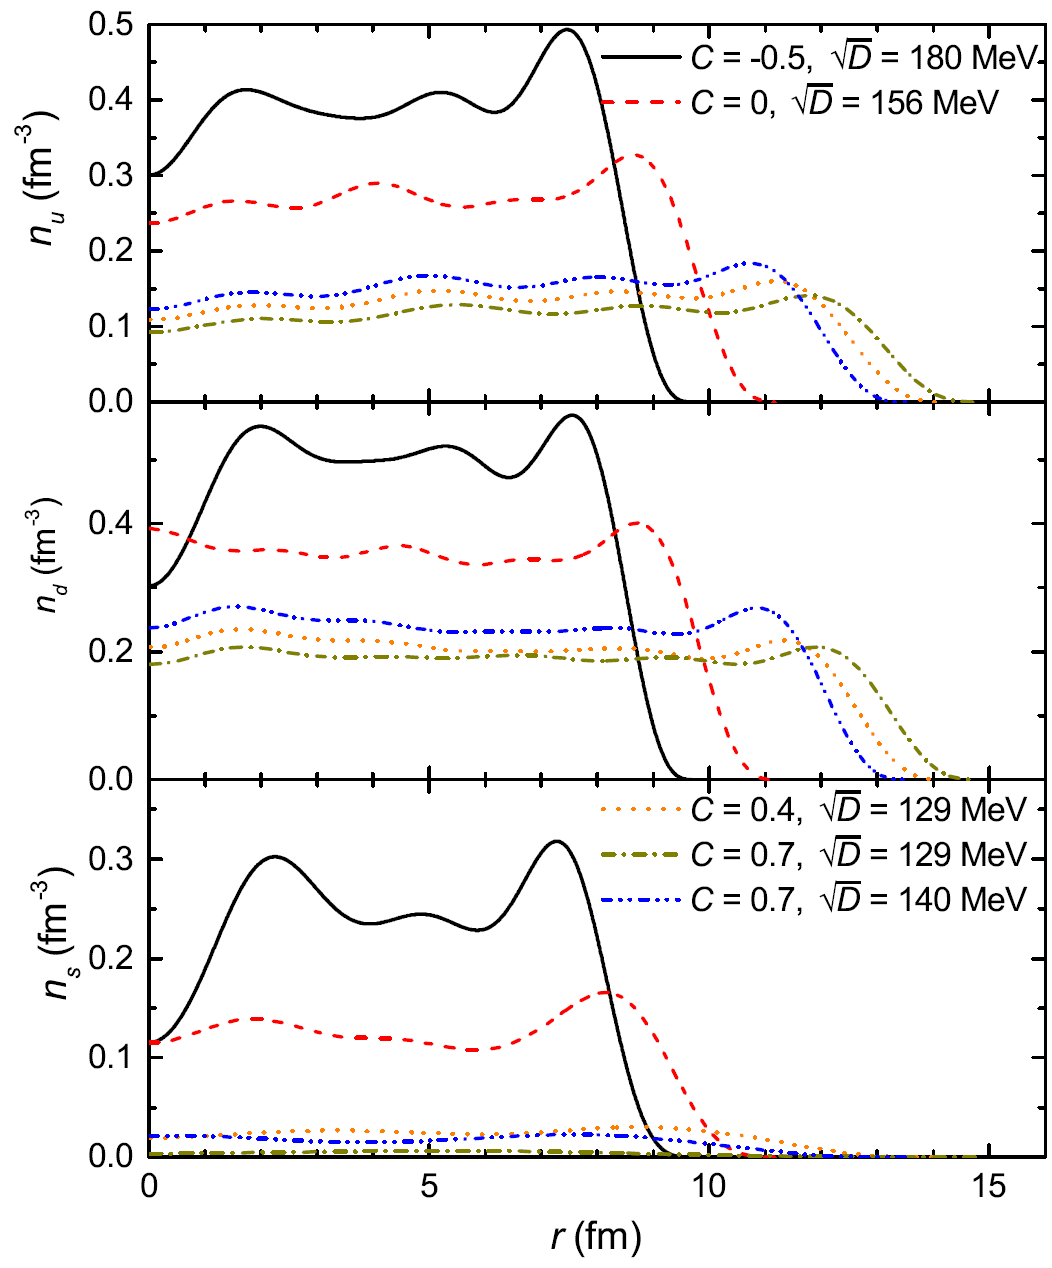 0.5
C = -0.5, √D = 180 MeV
0.4
C = 0, √D = 156 MeV
0.3
n_u (fm⁻³)
0.2
0.1
0.0
0.4
n_d (fm⁻³)
0.2
0.0
C = 0.4, √D = 129 MeV
0.3
C = 0.7, √D = 129 MeV
C = 0.7, √D = 140 MeV
0.2
n_s (fm⁻³)
0.1
0.0
0 5 10 15
r (fm)